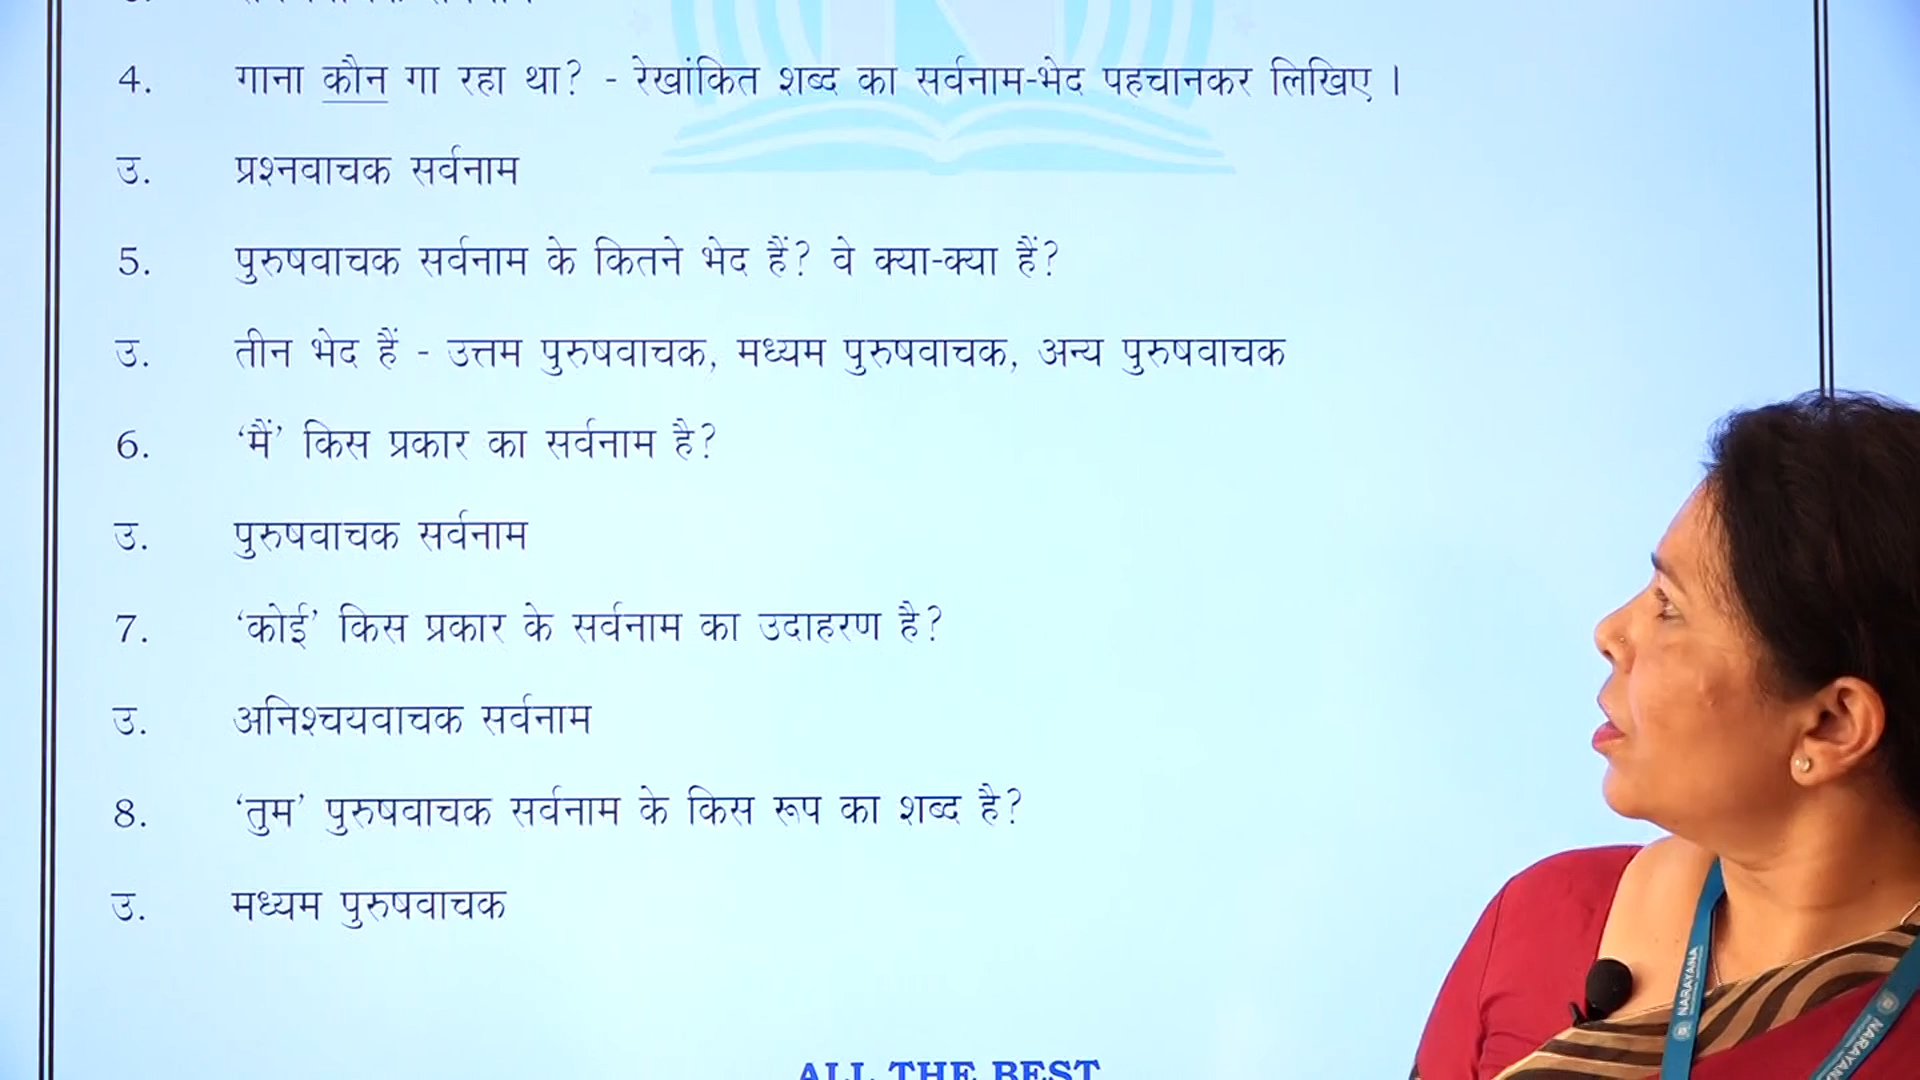 4. गाना कौन गा रहा था? - रेखांकित शब्द का सर्वनाम-भेद पहचानकर लिखिए ।
उ. प्रश्नवाचक सर्वनाम
5. पुरुषवाचक सर्वनाम के कितने भेद हैं? वे क्या-क्या हैं?
उ. तीन भेद हैं - उत्तम पुरुषवाचक, मध्यम पुरुषवाचक, अन्य पुरुषवाचक
6. ‘मैं’ किस प्रकार का सर्वनाम है?
उ. पुरुषवाचक सर्वनाम
7. ‘कोई’ किस प्रकार के सर्वनाम का उदाहरण है?
उ. अनिश्चयवाचक सर्वनाम
8. ‘तुम’ पुरुषवाचक सर्वनाम के किस रूप का शब्द है?
उ. मध्यम पुरुषवाचक
ALL THE BEST
NARAYANA
NARAYANA